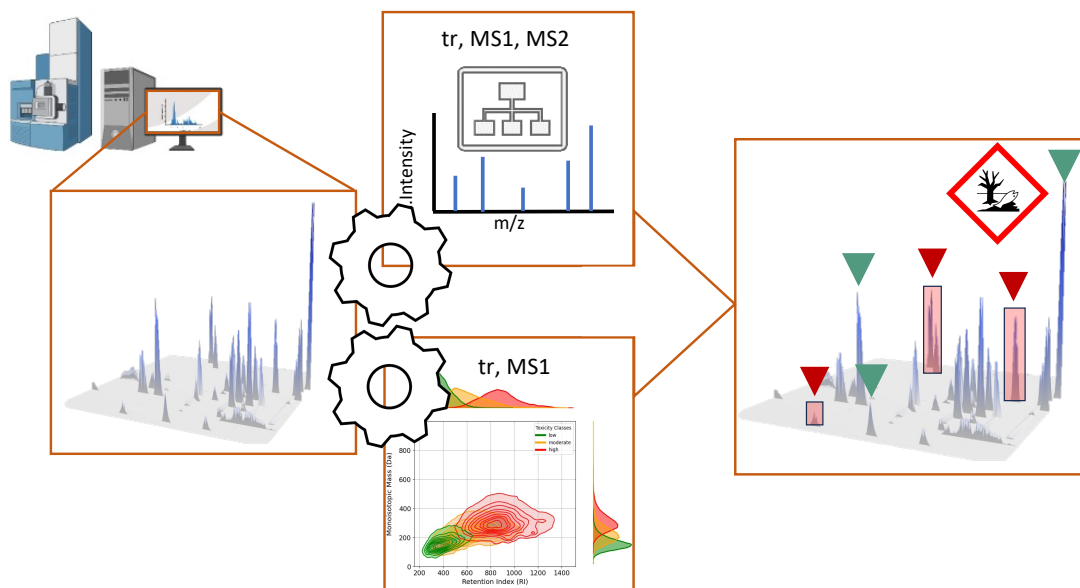 tr, MS1, MS2
.Intensity
m/z
tr, MS1
Toxicity Classes
low
moderate
high
Monoisotopic Mass (Da)
800
600
400
200
0
200 400 600 800 1000 1200 1400
Retention Index (RI)